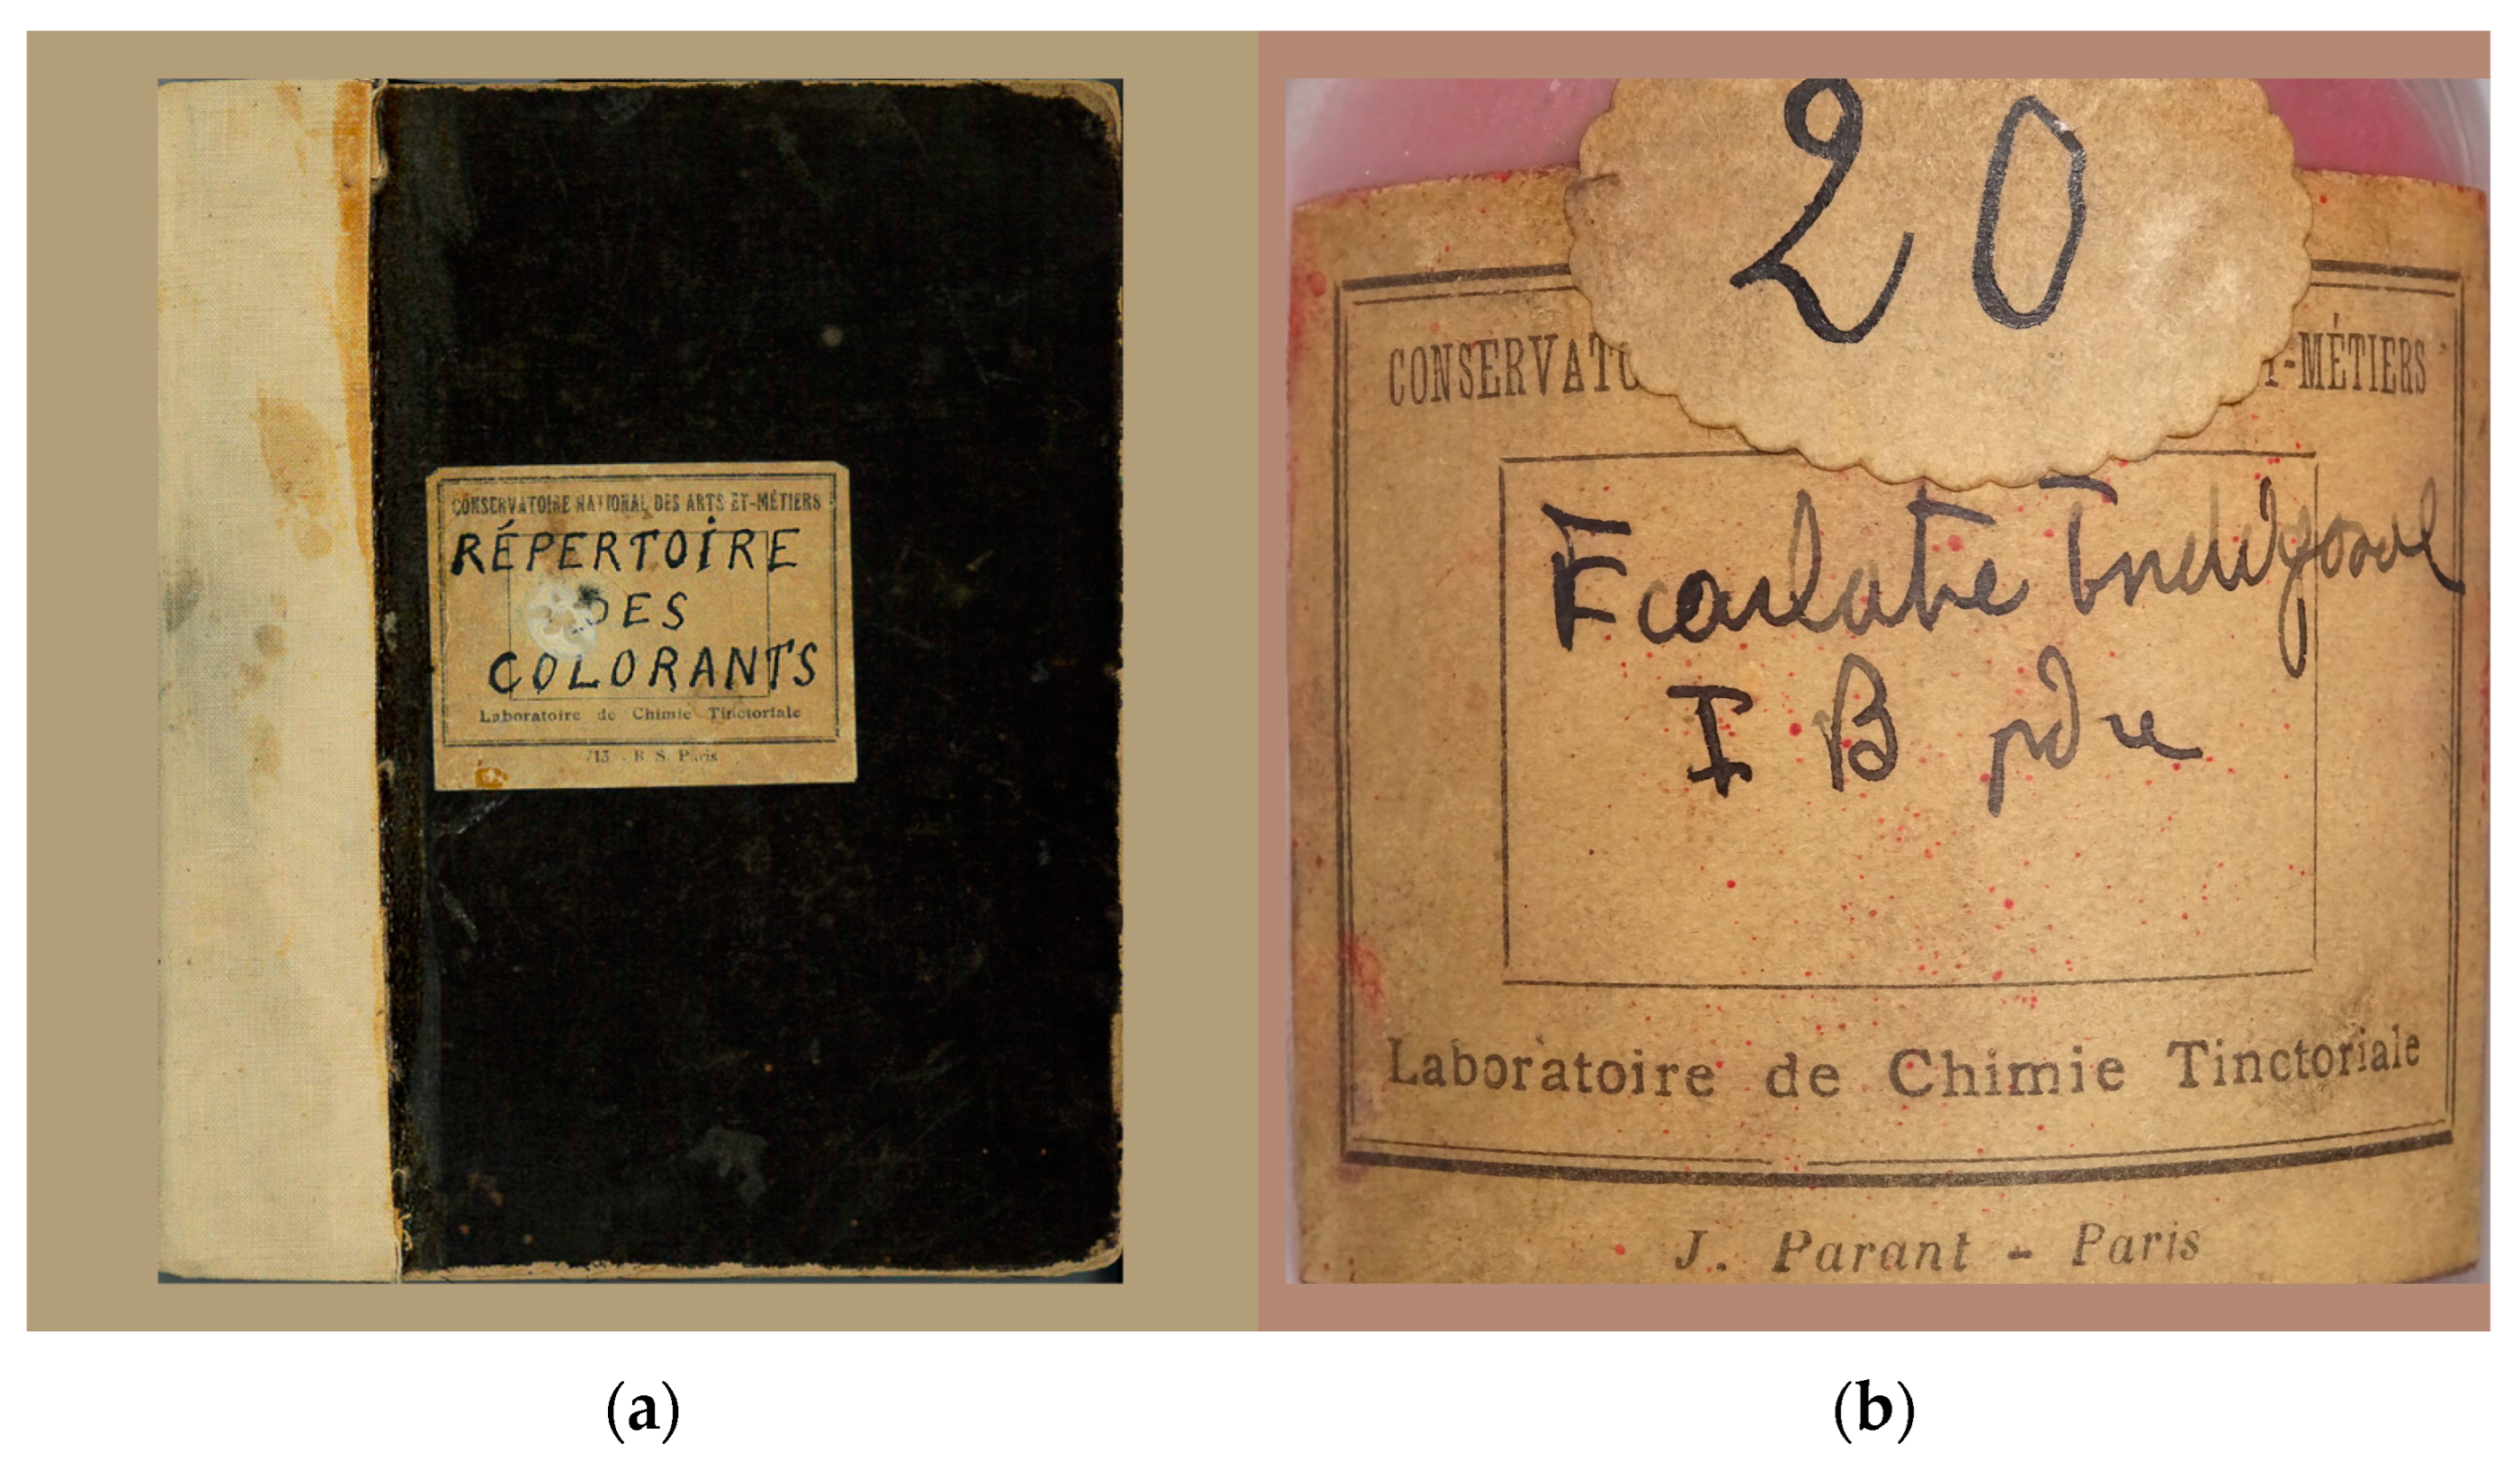 CONSERVATOIRE NATIONAL DES ARTS-ET-MÉTIERS
RÉPERTOIRE
DES
COLORANTS
Laboratoire de Chimie Tinctoriale
713 - B. S. Paris
(a)
20
CONSERVATO T-MÉTIERS
Ecarlate Indigosol
I B pdre
Laboratoire de Chimie Tinctoriale
J. Parant - Paris
(b)